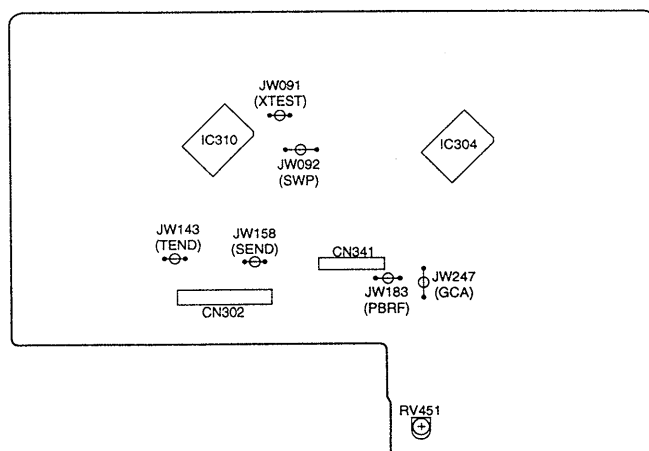 JW091
(XTEST)
IC310
IC304
JW092
(SWP)
JW143
(TEND)
JW158
(SEND)
CN341
JW247
(GCA)
JW183
(PBRF)
CN302
RV451